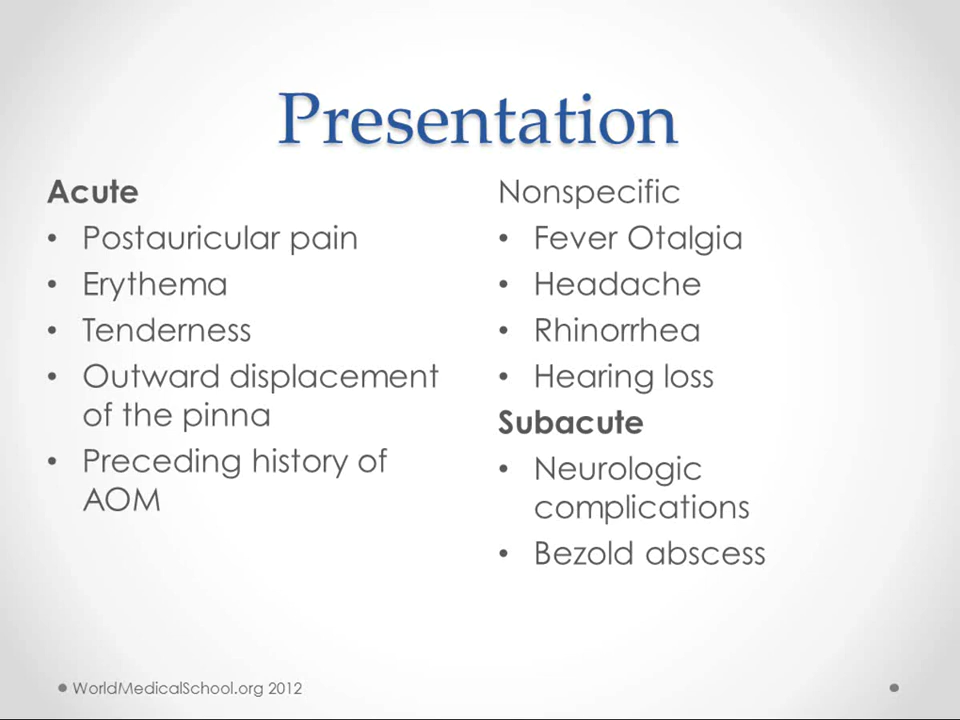 Presentation
Acute
• Postauricular pain
• Erythema
• Tenderness
• Outward displacement
of the pinna
• Preceding history of
AOM
Nonspecific
• Fever Otalgia
• Headache
• Rhinorrhea
• Hearing loss
Subacute
• Neurologic
complications
• Bezold abscess
WorldMedicalSchool.org 2012